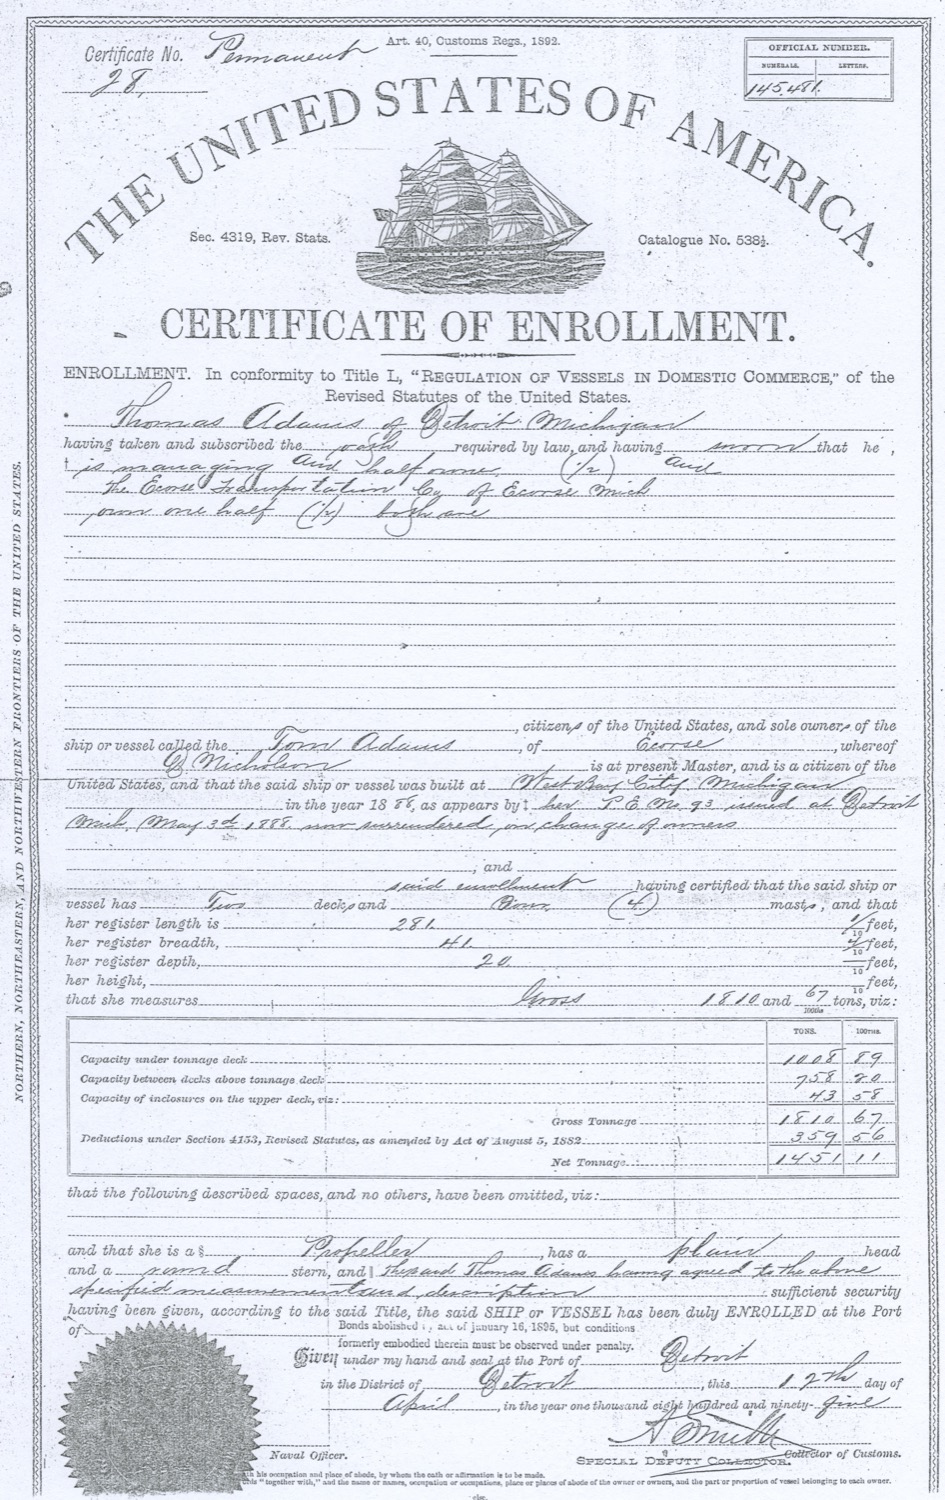 Certificate No. Permanent
28.
Art. 40, Customs Regs., 1892.
OFFICIAL NUMBER.
NUMERALS. LETTERS.
145481.
THE UNITED STATES OF AMERICA.
Sec. 4319, Rev. Stats.
Catalogue No. 538½.
CERTIFICATE OF ENROLLMENT.
ENROLLMENT. In conformity to Title L, "REGULATION OF VESSELS IN DOMESTIC COMMERCE," of the
Revised Statutes of the United States.
Thomas Adams of Detroit Michigan
having taken and subscribed the oath required by law, and having sworn that he,
is managing and half owner (1/2) and
The Ecorse Transportation Co of Ecorse Mich
own one half (1/2) both are
, citizens of the United States, and sole owners of the
ship or vessel called the Tom Adams, of Ecorse, whereof
G Nicholson is at present Master, and is a citizen of the
United States, and that the said ship or vessel was built at West Bay City Michigan
in the year 1888, as appears by † her P.E. No. 93 issued at Detroit
Mich, May 3d 1888. now surrendered, on change of owners
, and
said enrollment having certified that the said ship or
vessel has Two decks and Four (4) masts, and that
her register length is 281 /10 feet,
her register breadth, 41 /10 feet,
her register depth, 20 /10 feet,
her height, /10 feet,
that she measures Gross 1810 and 67/100ths tons, viz:
TONS. 100THS.
Capacity under tonnage deck 1008 89
Capacity between decks above tonnage deck 758 20
Capacity of inclosures on the upper deck, viz: 43 58
Gross Tonnage 1810 67
Deductions under Section 4153, Revised Statutes, as amended by Act of August 5, 1882. 359 56
Net Tonnage 1451 11
that the following described spaces, and no others, have been omitted, viz:
and that she is a § Propeller, has a plain head
and a round stern, and ‖ The said Thomas Adams having agreed to the above
specified measurements and description sufficient security
having been given, according to the said Title, the said SHIP or VESSEL has been duly ENROLLED at the Port
of
Bonds abolished act of january 16, 1895, but conditions
formerly embodied therein must be observed under penalty.
Given under my hand and seal at the Port of Detroit
in the District of Detroit, this 12th day of
April, in the year one thousand eight hundred and ninety-five
Naval Officer.
Collector of Customs.
SPECIAL DEPUTY COLLECTOR.
in his occupation and place of abode, by whom the oath or affirmation is to be made.
"together with," and the name or names, occupation or occupations, place or places of abode of the owner or owners, and the part or proportion of vessel belonging to each owner.
else.
NORTHERN, NORTHEASTERN, AND NORTHWESTERN FRONTIERS OF THE UNITED STATES.